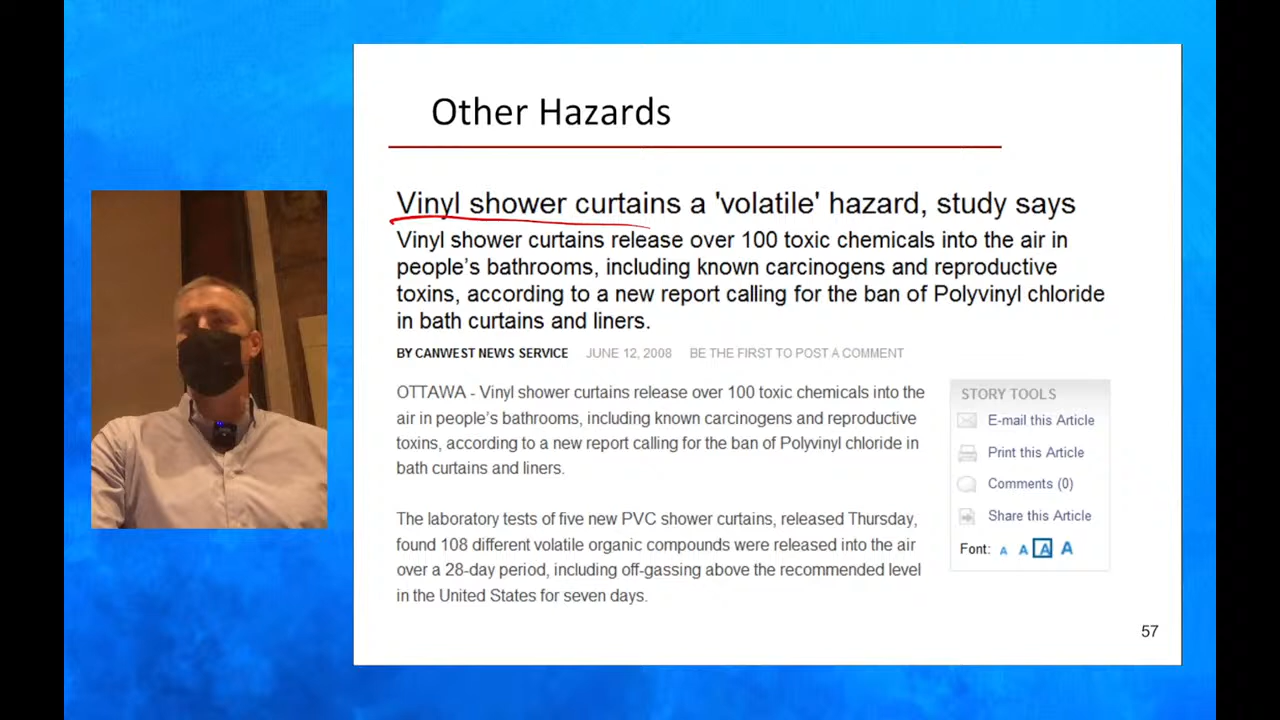 Other Hazards
Vinyl shower curtains a 'volatile' hazard, study says
Vinyl shower curtains release over 100 toxic chemicals into the air in
people’s bathrooms, including known carcinogens and reproductive
toxins, according to a new report calling for the ban of Polyvinyl chloride
in bath curtains and liners.
BY CANWEST NEWS SERVICE JUNE 12, 2008 BE THE FIRST TO POST A COMMENT
OTTAWA - Vinyl shower curtains release over 100 toxic chemicals into the
air in people’s bathrooms, including known carcinogens and reproductive
toxins, according to a new report calling for the ban of Polyvinyl chloride in
bath curtains and liners.
The laboratory tests of five new PVC shower curtains, released Thursday,
found 108 different volatile organic compounds were released into the air
over a 28-day period, including off-gassing above the recommended level
in the United States for seven days.
STORY TOOLS
E-mail this Article
Print this Article
Comments (0)
Share this Article
Font: A A A A
57